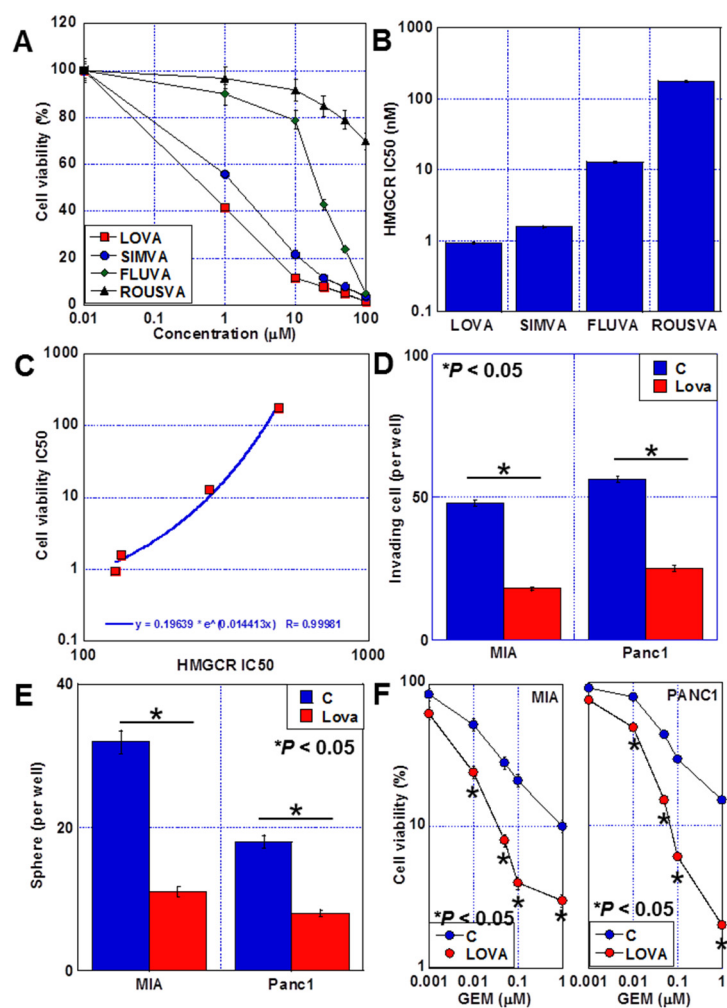 A
120
100
80
60
40
20
0
Cell viability (%)
LOVA
SIMVA
FLUVA
ROUSVA
0.01 0.1 1 10 100
Concentration (μM)
B
1000
100
10
1
0.1
HMGCR IC50 (nM)
LOVA SIMVA FLUVA ROUSVA
C
1000
100
10
1
0.1
Cell viability IC50
y = 0.19639 * e^(0.014413x) R= 0.99981
100 1000
HMGCR IC50
D
100
50
0
Invading cell (per well)
*P < 0.05
C
Lova
*
*
MIA Panc1
E
40
20
0
Sphere (per well)
C
Lova
*P < 0.05
*
*
MIA Panc1
F
100
10
1
Cell viability (%)
MIA
*
*
*
*
*P < 0.05
C
LOVA
0.001 0.01 0.1 1
GEM (μM)
PANC1
*
*
*
*
*P < 0.05
C
LOVA
0.001 0.01 0.1 1
GEM (μM)